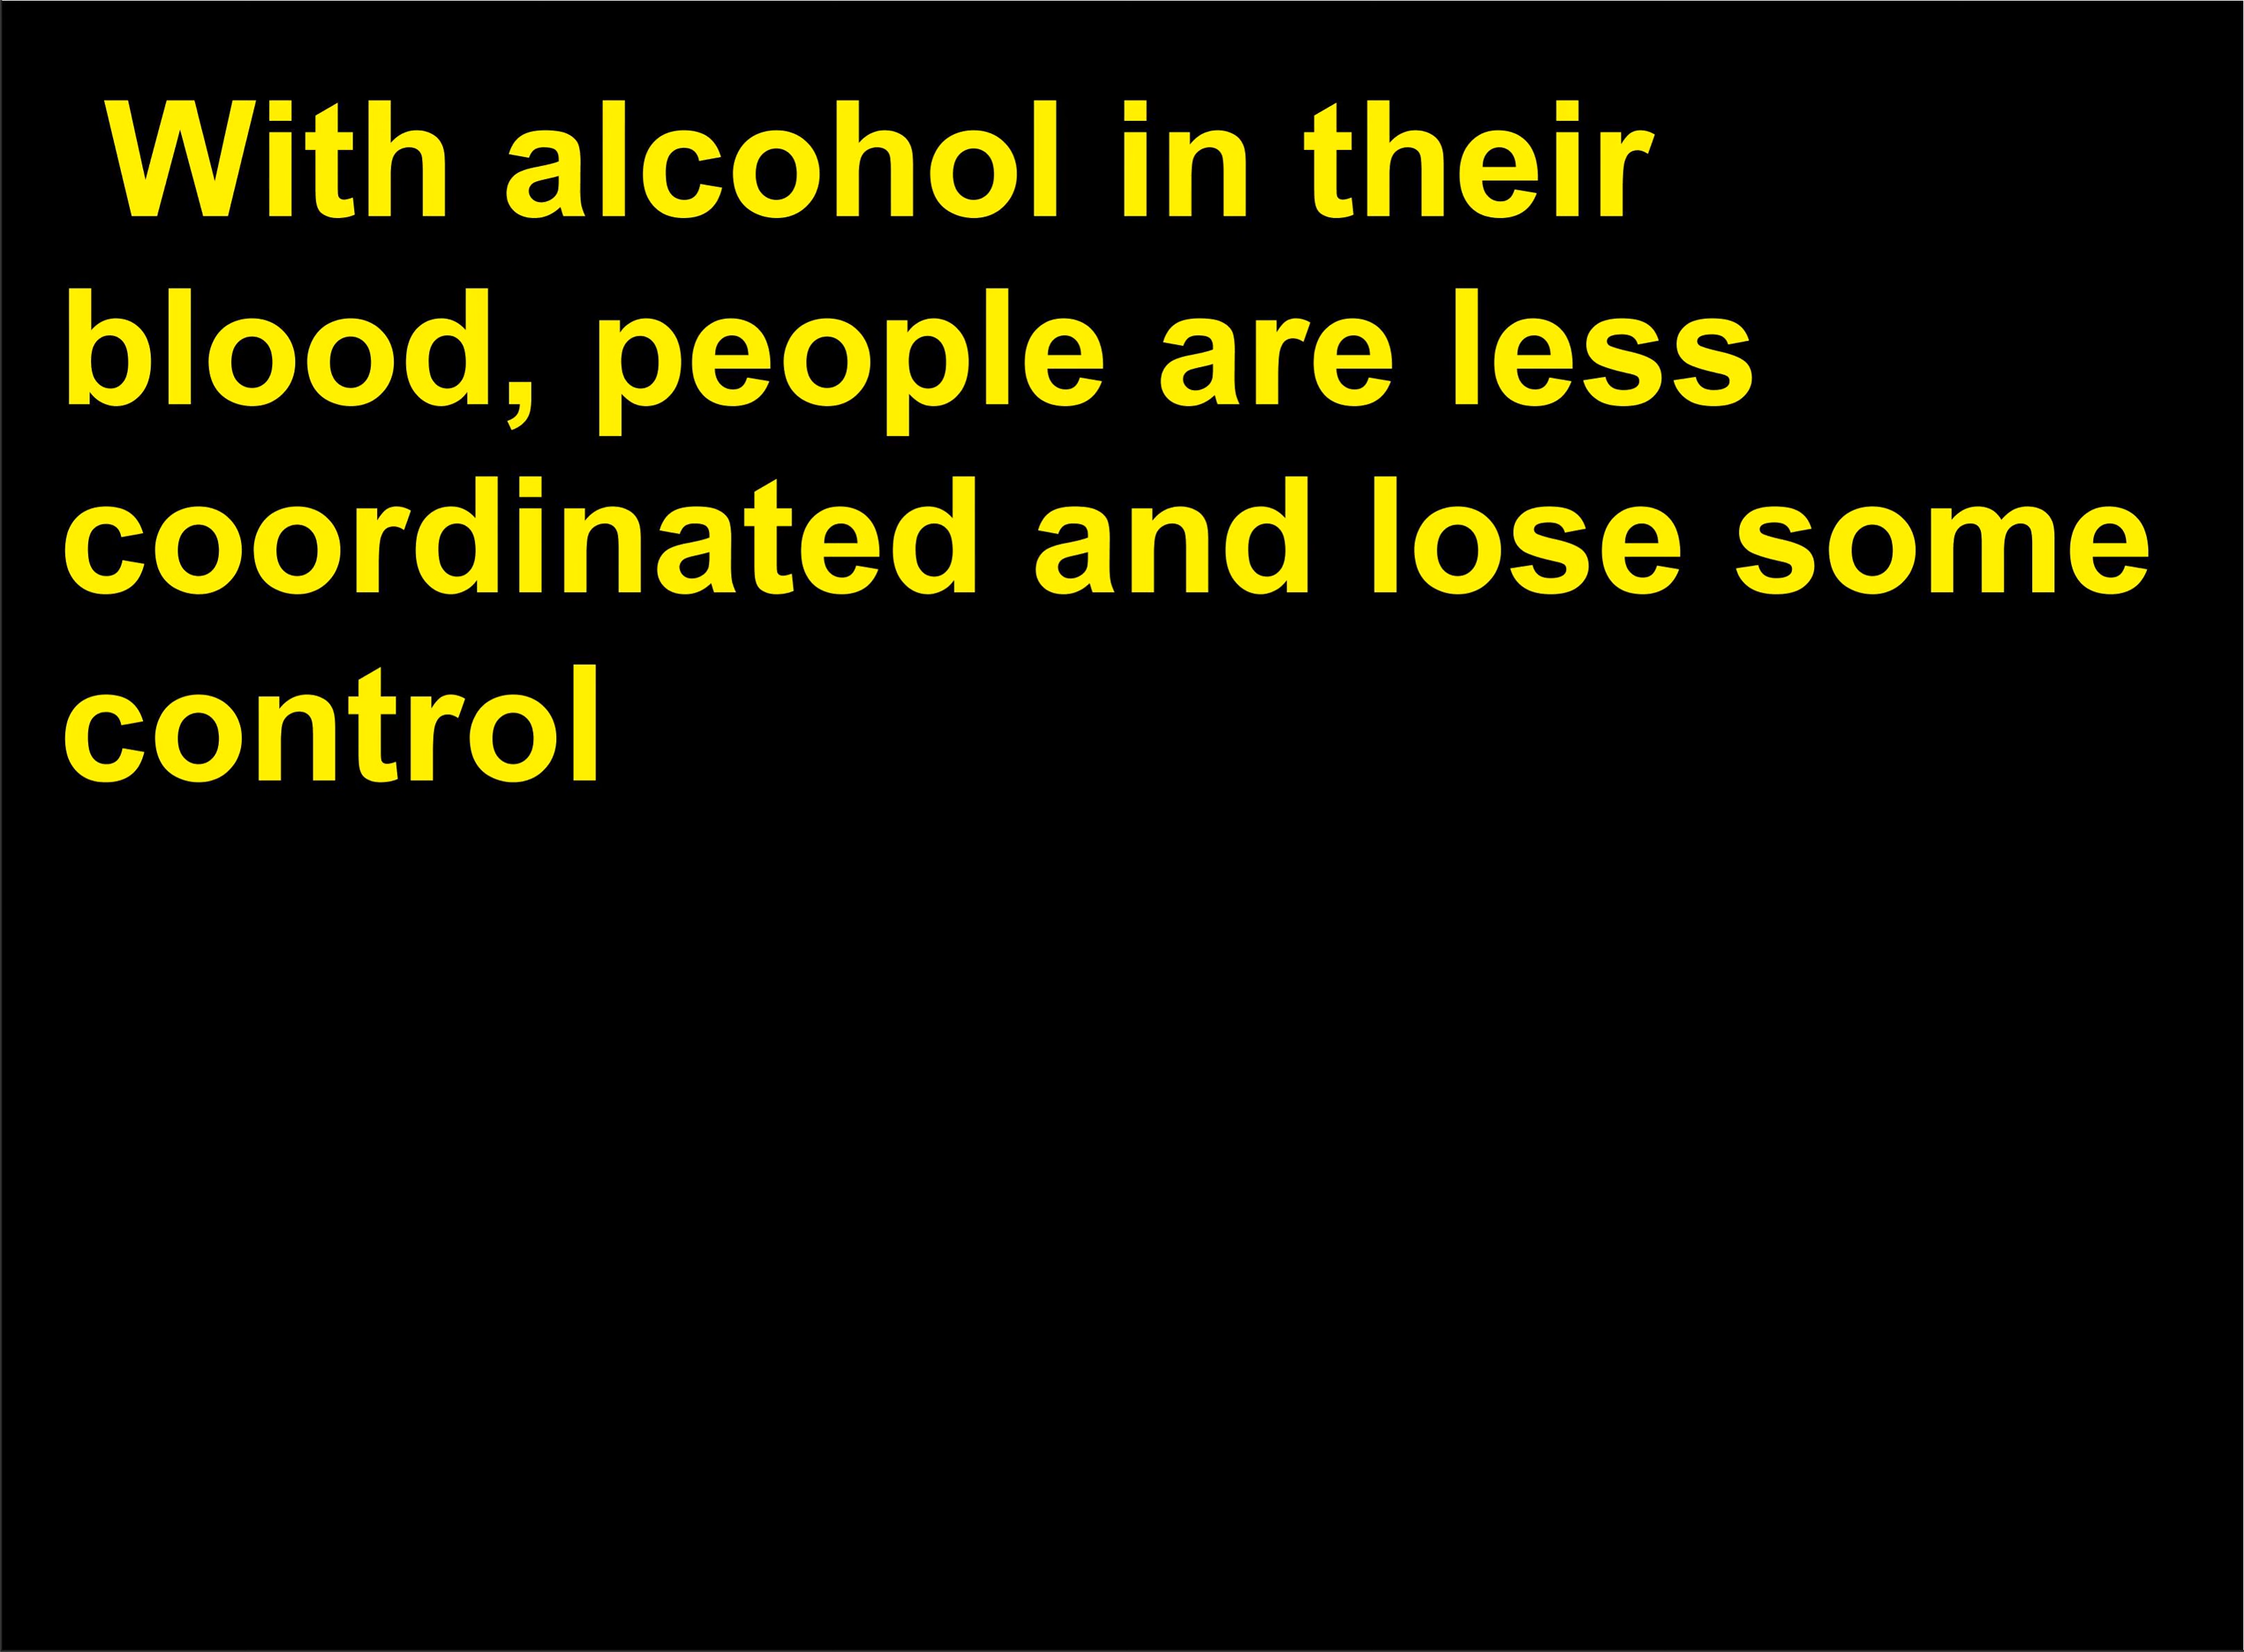 With alcohol in their
blood, people are less
coordinated and lose some
control